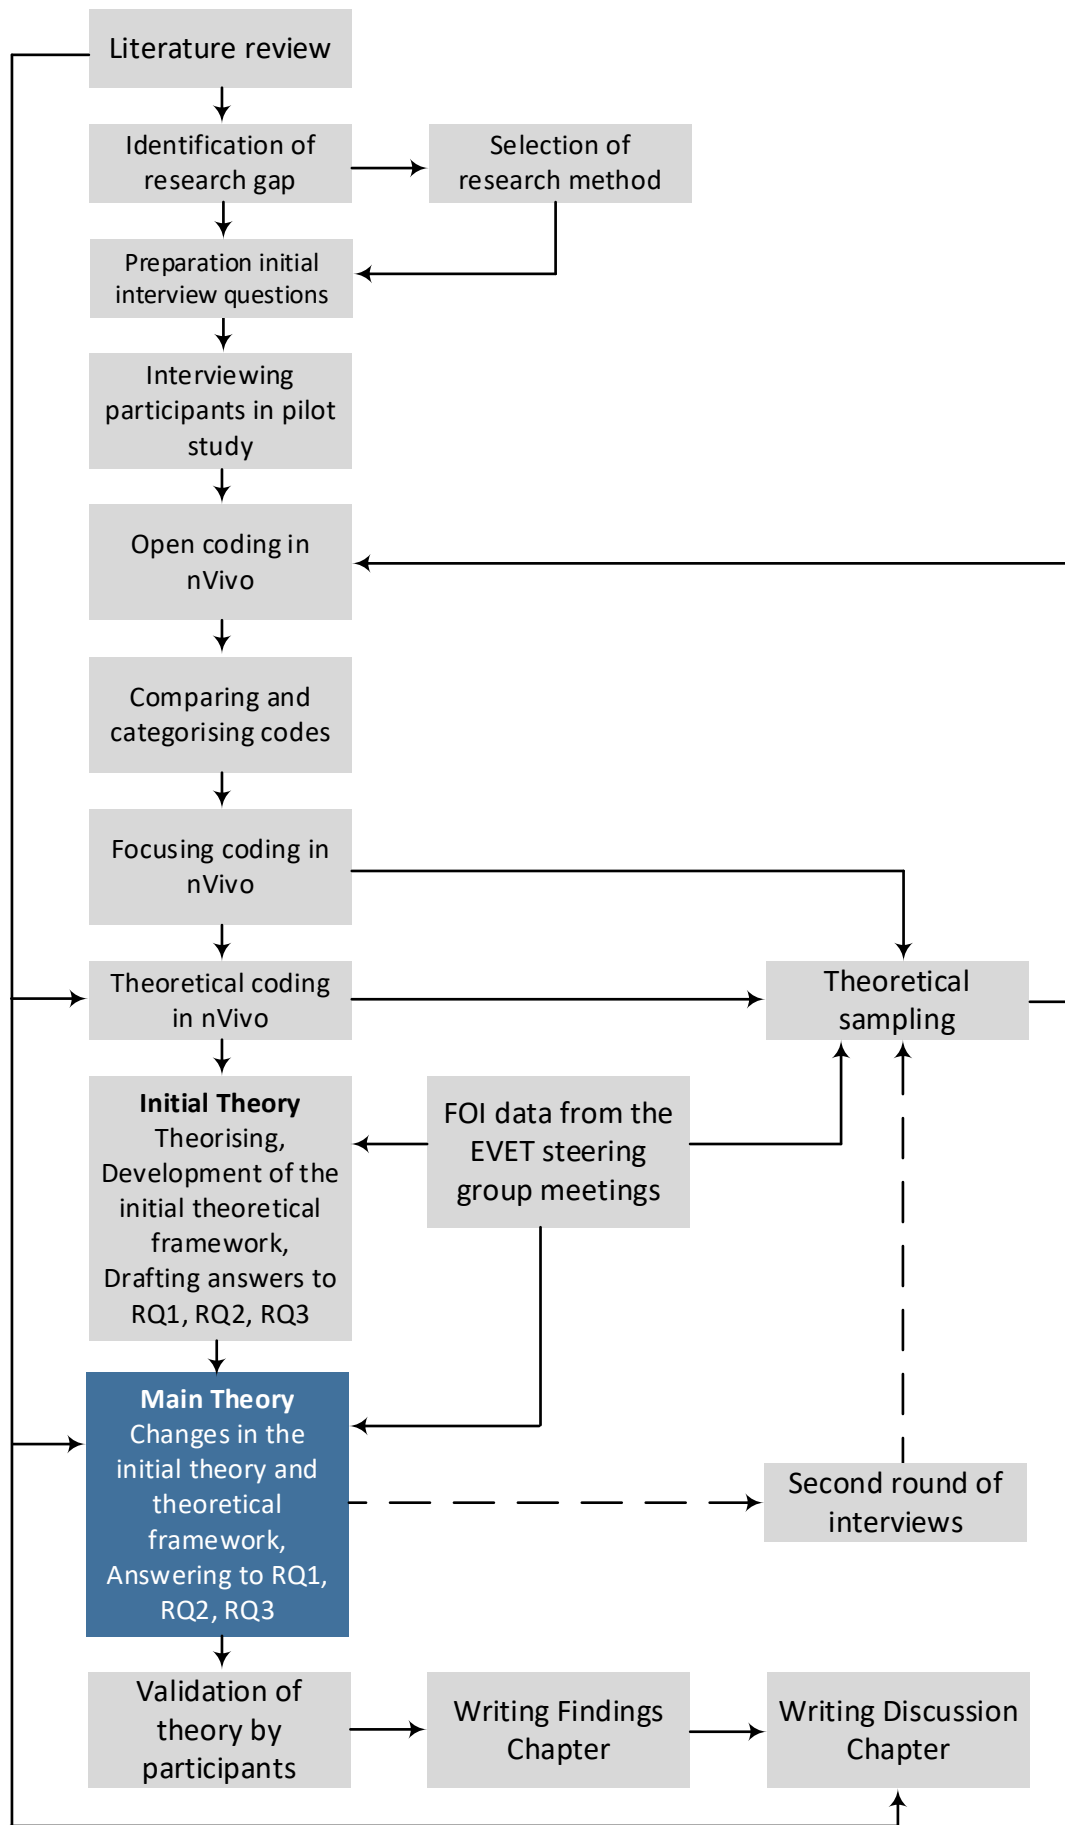 Literature review
Identification of
research gap
Selection of
research method
Preparation initial
interview questions
Interviewing
participants in pilot
study
Open coding in
nVivo
Comparing and
categorising codes
Focusing coding in
nVivo
Theoretical coding
in nVivo
Theoretical
sampling
Initial Theory
Theorising,
Development of the
initial theoretical
framework,
Drafting answers to
RQ1, RQ2, RQ3
FOI data from the
EVET steering
group meetings
Main Theory
Changes in the
initial theory and
theoretical
framework,
Answering to RQ1,
RQ2, RQ3
Second round of
interviews
Validation of
theory by
participants
Writing Findings
Chapter
Writing Discussion
Chapter